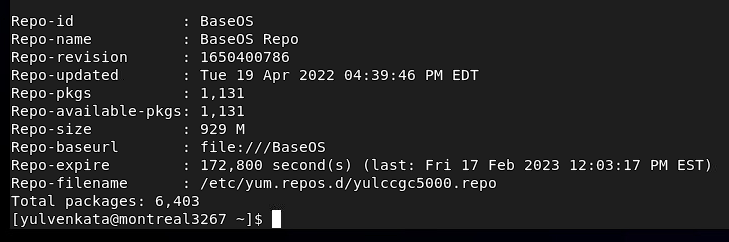 Repo-id            : BaseOS
Repo-name          : BaseOS Repo
Repo-revision      : 1650400786
Repo-updated       : Tue 19 Apr 2022 04:39:46 PM EDT
Repo-pkgs          : 1,131
Repo-available-pkgs: 1,131
Repo-size          : 929 M
Repo-baseurl       : file:///BaseOS
Repo-expire        : 172,800 second(s) (last: Fri 17 Feb 2023 12:03:17 PM EST)
Repo-filename      : /etc/yum.repos.d/yulccgc5000.repo
Total packages: 6,403
[yulvenkata@montreal3267 ~]$